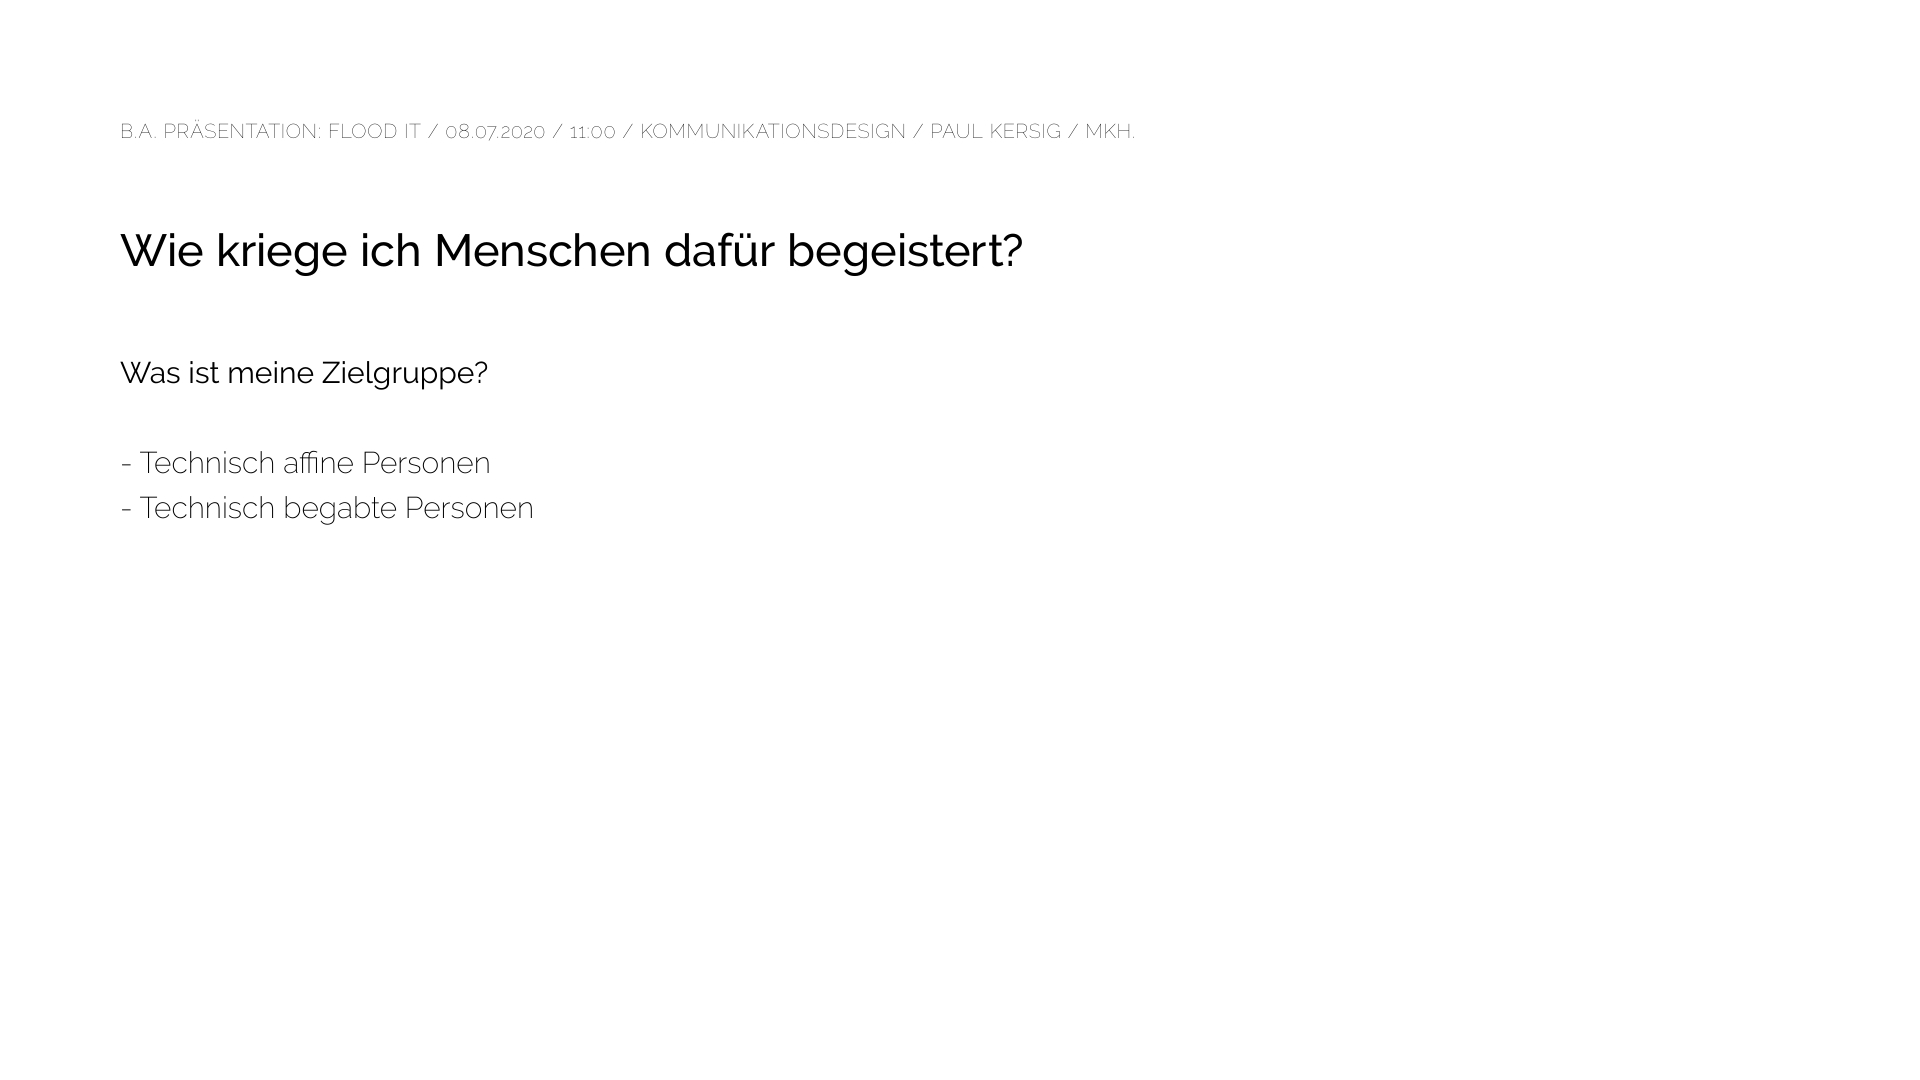 B.A. PRÄSENTATION: FLOOD IT / 08.07.2020 / 11:00 / KOMMUNIKATIONSDESIGN / PAUL KERSIG / MKH.
Wie kriege ich Menschen dafür begeistert?
Was ist meine Zielgruppe?
- Technisch affine Personen
- Technisch begabte Personen